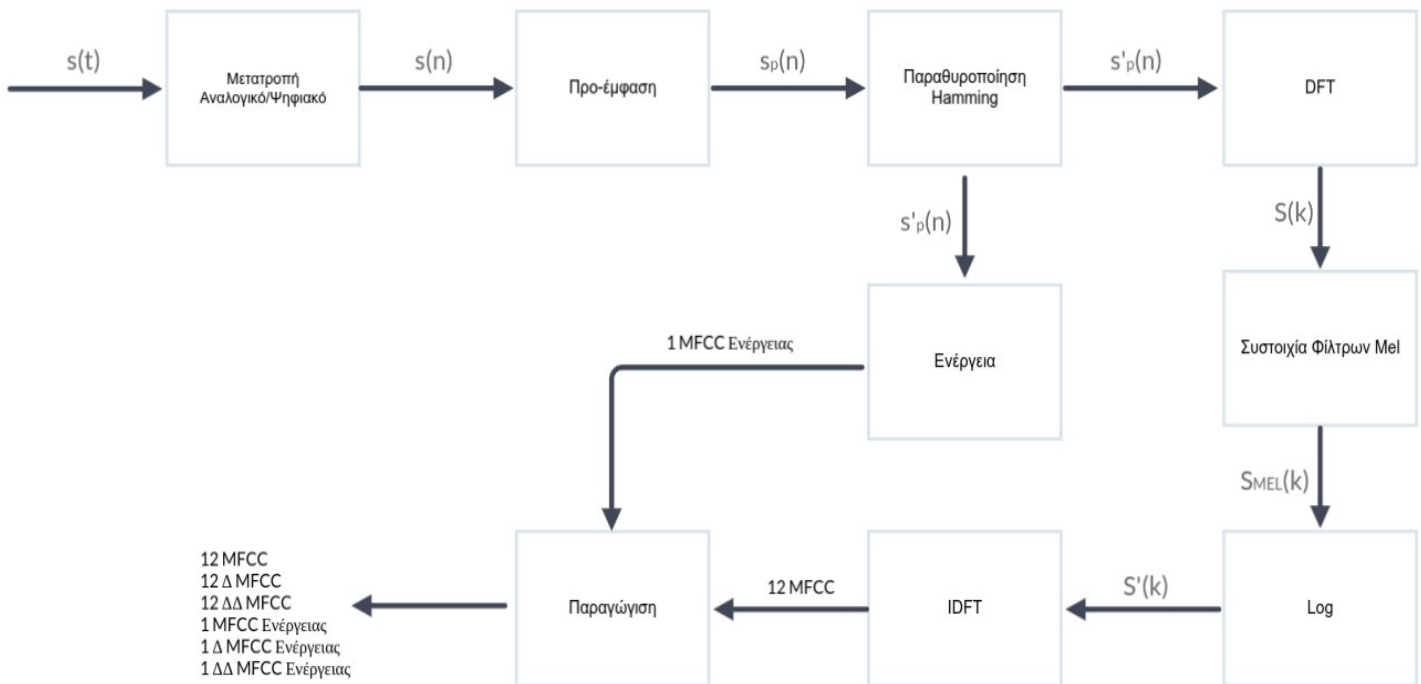 s(t)
Μετατροπή
Αναλογικό/Ψηφιακό
s(n)
Προ-έμφαση
sp(n)
Παραθυροποίηση
Hamming
s'p(n)
DFT
s'p(n)
S(k)
1 MFCC Ενέργειας
Ενέργεια
Συστοιχία Φίλτρων Mel
SMEL(k)
12 MFCC
12 Δ MFCC
12 ΔΔ MFCC
1 MFCC Ενέργειας
1 Δ MFCC Ενέργειας
1 ΔΔ MFCC Ενέργειας
Παραγώγιση
12 MFCC
IDFT
S'(k)
Log